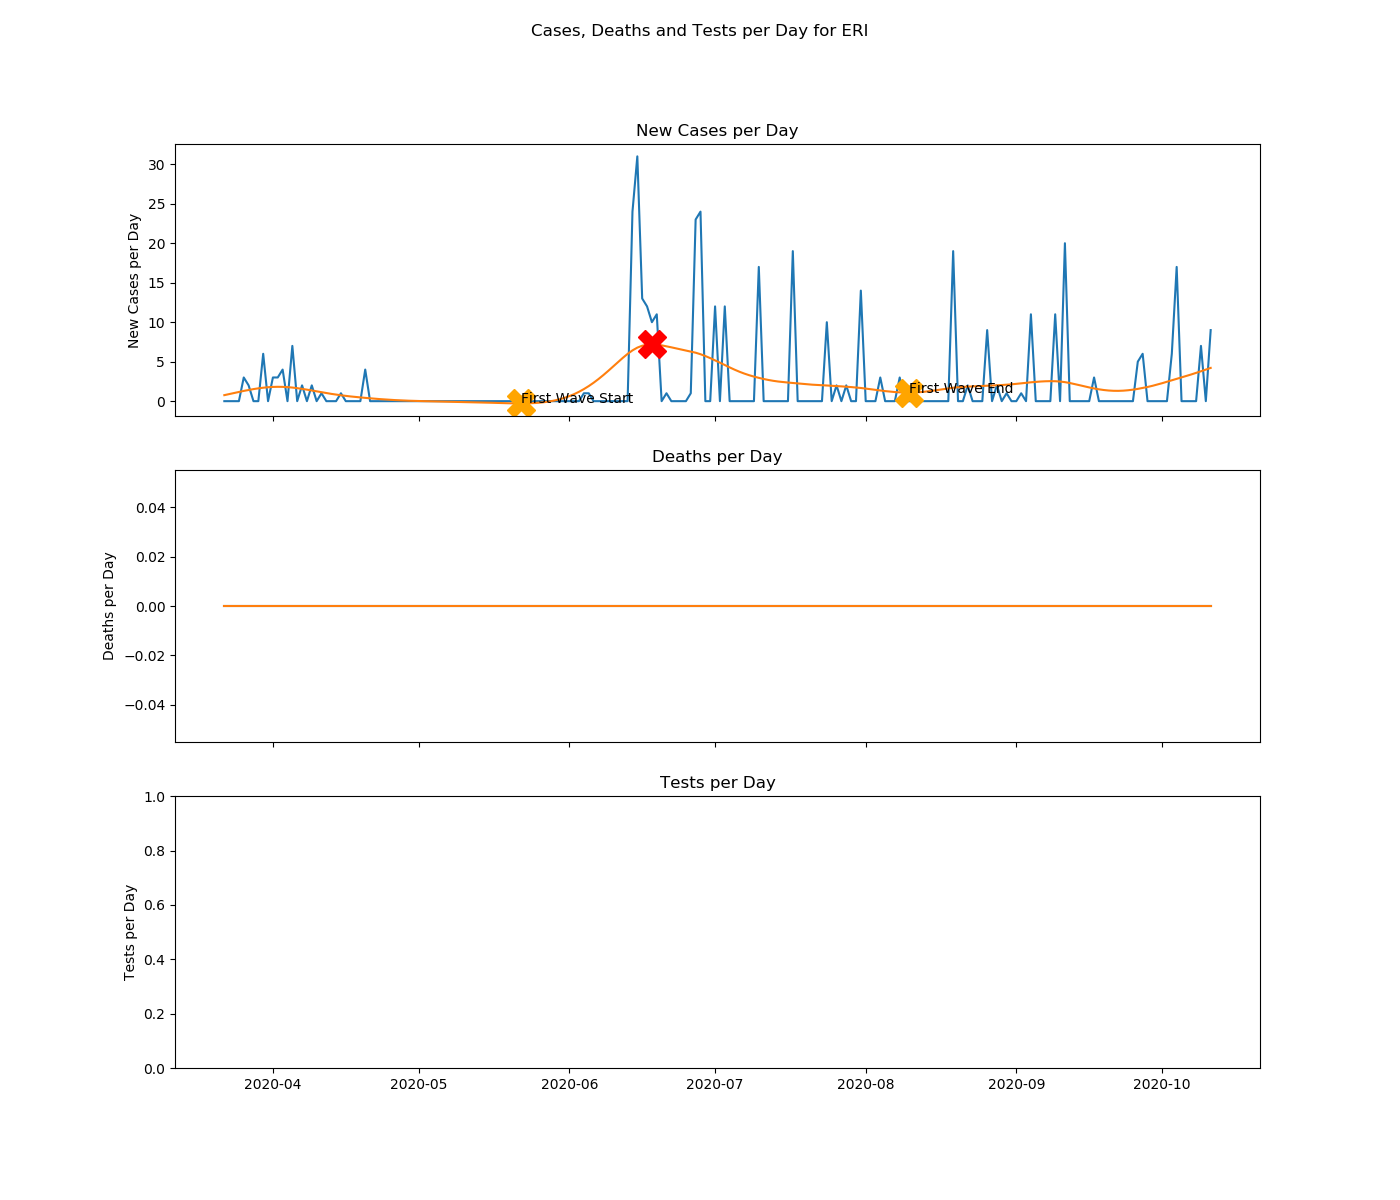 Cases, Deaths and Tests per Day for ERI
New Cases per Day
New Cases per Day
30
25
20
15
10
5
0
First Wave Start
First Wave End
Deaths per Day
Deaths per Day
0.04
0.02
0.00
−0.02
−0.04
Tests per Day
Tests per Day
1.0
0.8
0.6
0.4
0.2
0.0
2020-04 2020-05 2020-06 2020-07 2020-08 2020-09 2020-10